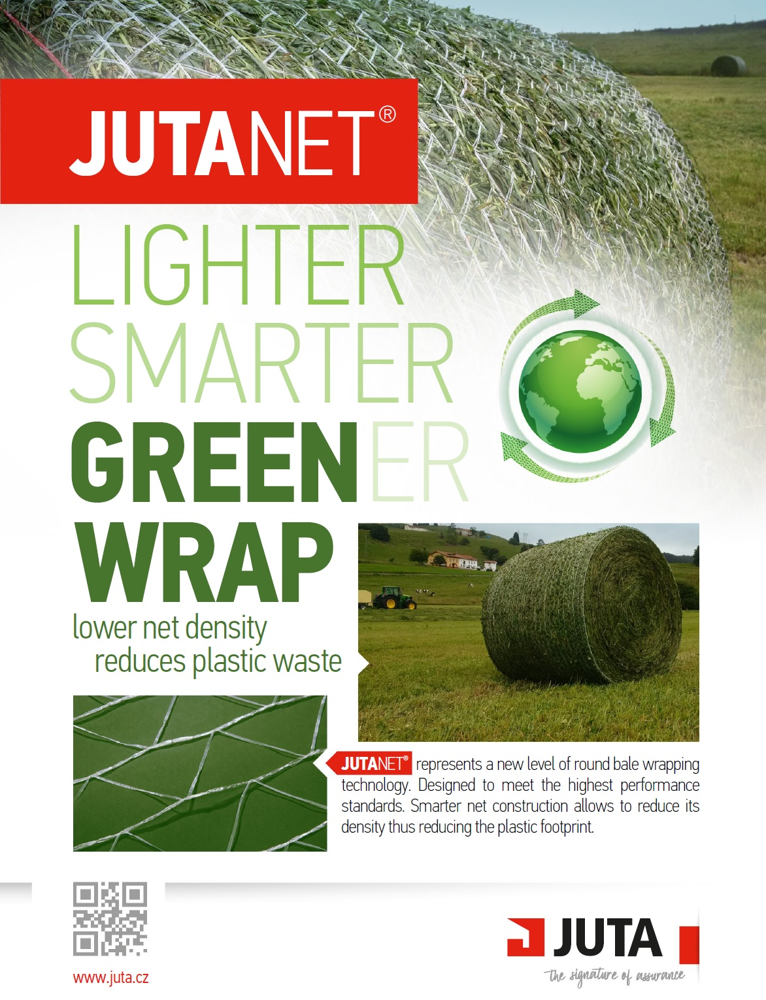 JUTANET®
LIGHTER
SMARTER
GREENER
WRAP
lower net density
reduces plastic waste
JUTANET® represents a new level of round bale wrapping
technology. Designed to meet the highest performance
standards. Smarter net construction allows to reduce its
density thus reducing the plastic footprint.
www.juta.cz
JUTA
the signature of assurance